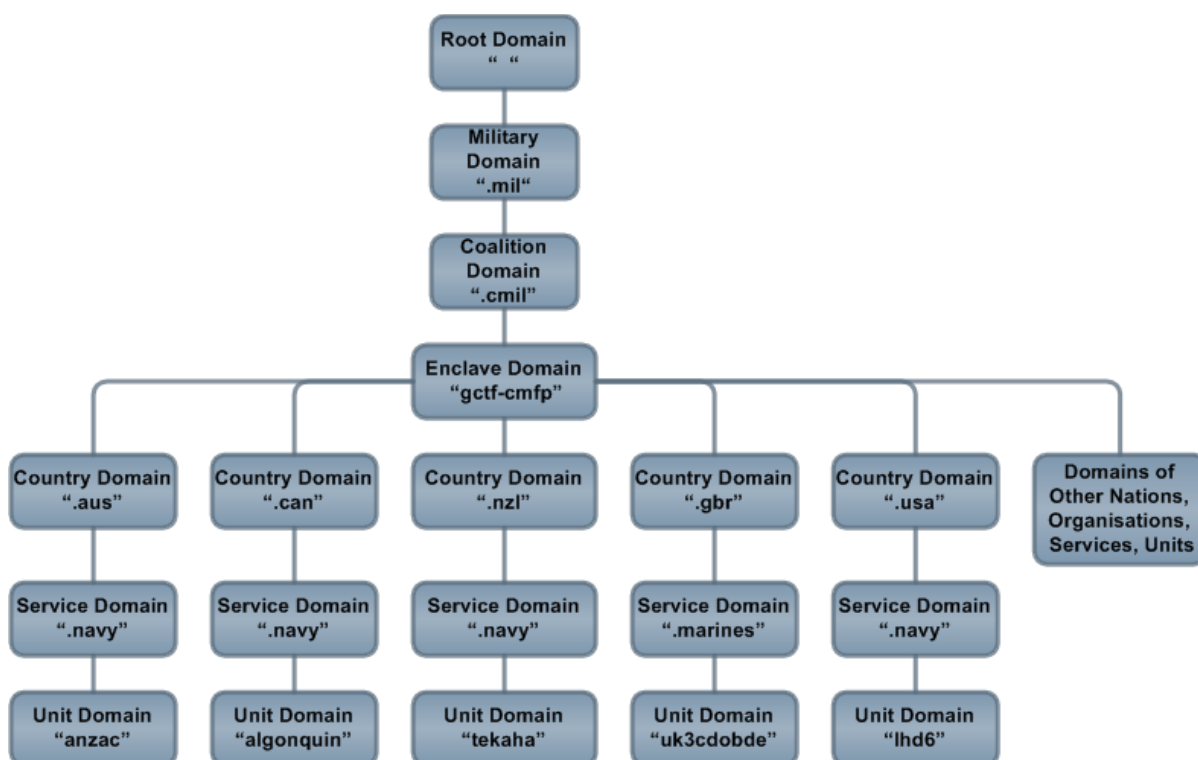 Root Domain
“ “
Military
Domain
“.mil“
Coalition
Domain
“.cmil”
Enclave Domain
“gctf-cmfp”
Country Domain
“.aus”
Country Domain
“.can”
Country Domain
“.nzl”
Country Domain
“.gbr”
Country Domain
“.usa”
Domains of
Other Nations,
Organisations,
Services, Units
Service Domain
“.navy”
Service Domain
“.navy”
Service Domain
“.navy”
Service Domain
“.marines”
Service Domain
“.navy”
Unit Domain
“anzac”
Unit Domain
“algonquin”
Unit Domain
“tekaha”
Unit Domain
“uk3cdobde”
Unit Domain
“lhd6”